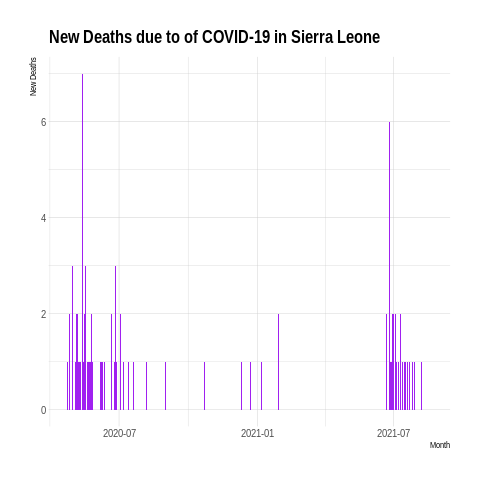 New Deaths due to of COVID-19 in Sierra Leone
New Deaths
6
4
2
0
2020-07
2021-01
2021-07
Month